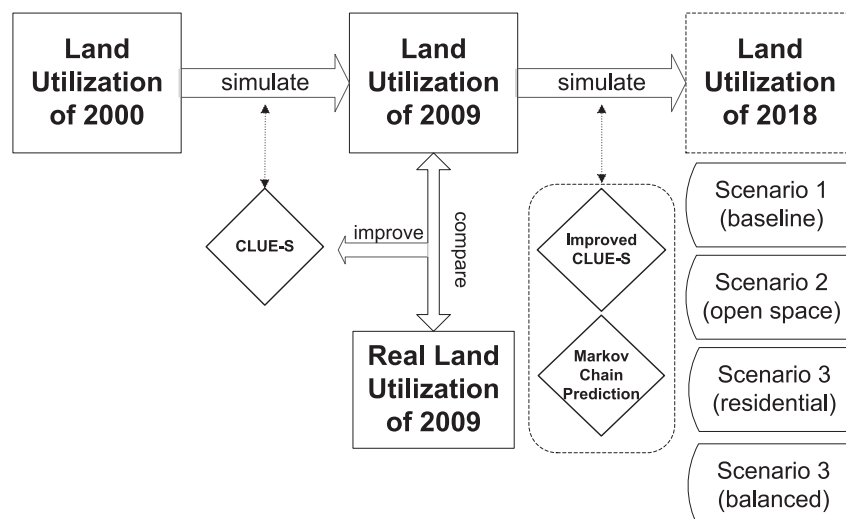 Land
Utilization
of 2000
simulate
Land
Utilization
of 2009
simulate
Land
Utilization
of 2018
CLUE-S
improve
compare
Real Land
Utilization
of 2009
Improved
CLUE-S
Markov
Chain
Prediction
Scenario 1
(baseline)
Scenario 2
(open space)
Scenario 3
(residential)
Scenario 3
(balanced)